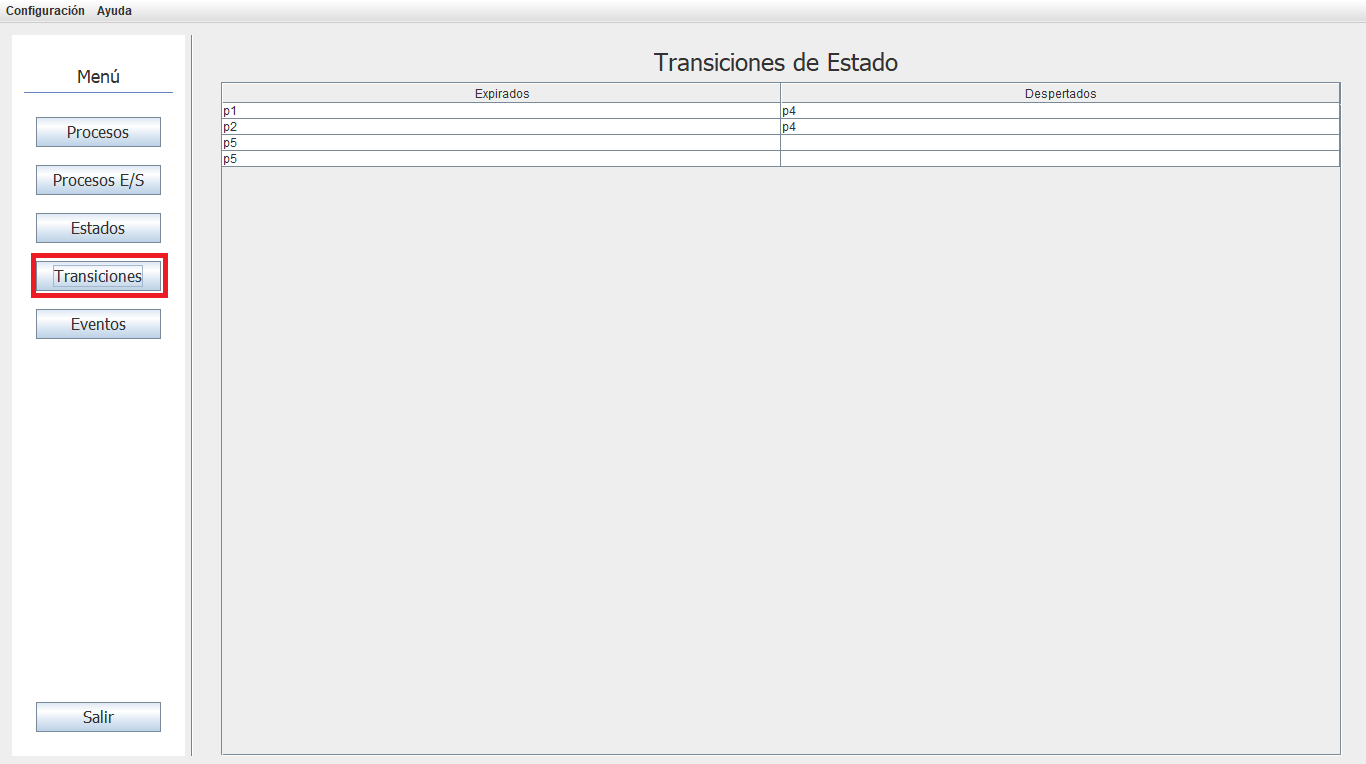 Configuración Ayuda
Menú
Procesos
Procesos E/S
Estados
Transiciones
Eventos
Salir
Transiciones de Estado
Expirados Despertados
p1 p4
p2 p4
p5
p5